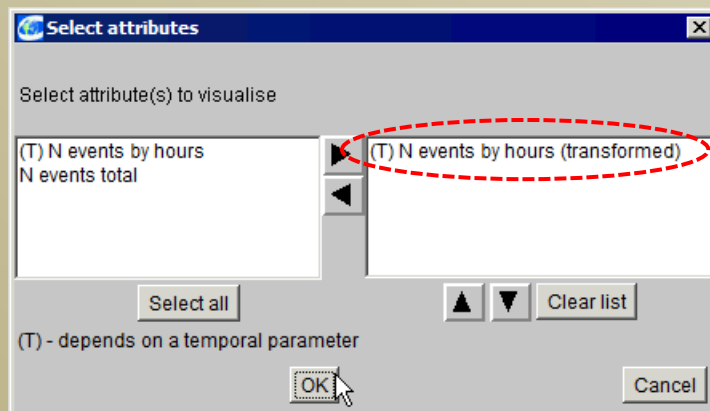 Select attributes
Select attribute(s) to visualise
(T) N events by hours
N events total
(T) N events by hours (transformed)
Select all
Clear list
(T) - depends on a temporal parameter
OK
Cancel